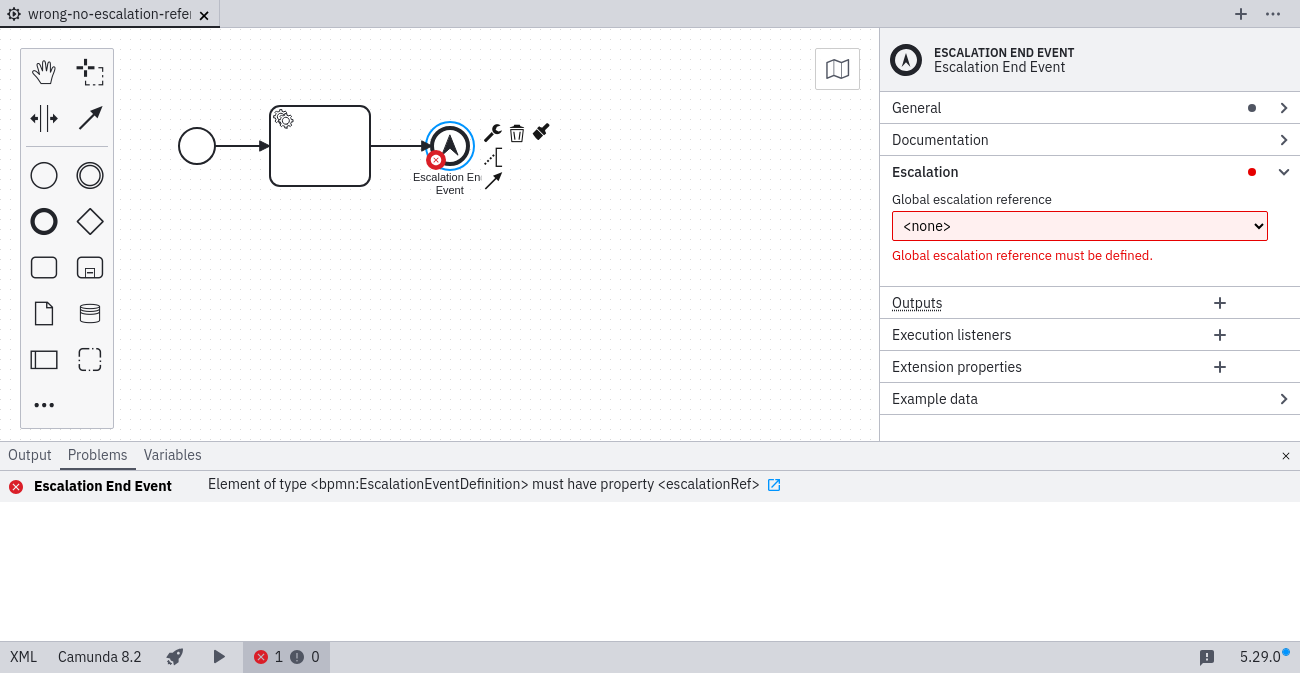 wrong-no-escalation-refe
ESCALATION END EVENT
Escalation End Event
General
Documentation
Escalation
Global escalation reference
<none>
Global escalation reference must be defined.
Outputs
Execution listeners
Extension properties
Example data
Escalation En
Event
Output Problems Variables
Escalation End Event Element of type <bpmn:EscalationEventDefinition> must have property <escalationRef>
XML Camunda 8.2 1 0 5.29.0